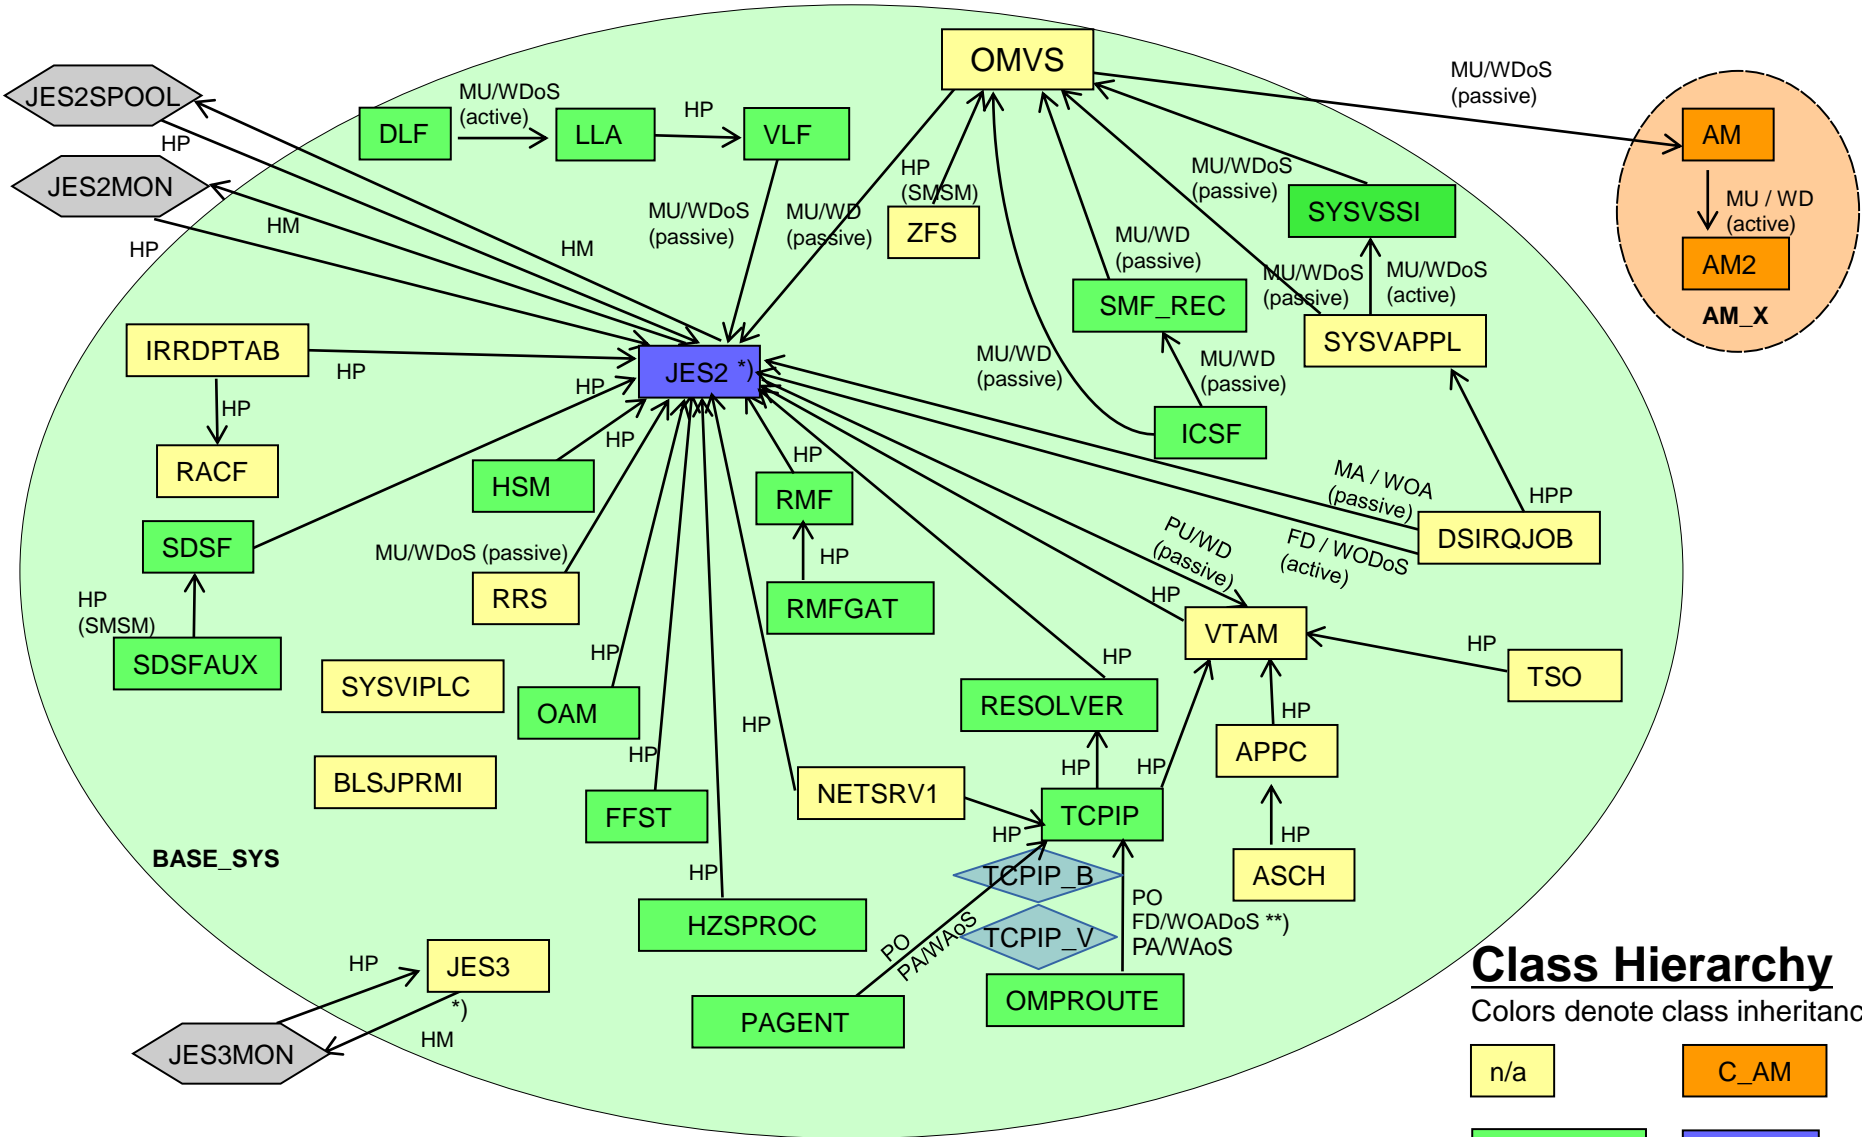 OMVS
MU/WDoS
(passive)
JES2SPOOL
MU/WDoS
(active)
HP
DLF
LLA
VLF
AM
HP
JES2MON
HP
(SMSM)
MU/WDoS
(passive)
SYSVSSI
MU / WD
(active)
MU/WDoS
(passive)
MU/WD
(passive)
ZFS
HM
HP
HM
MU/WD
(passive)
MU/WDoS
(passive)
MU/WDoS
(active)
AM2
AM_X
SMF_REC
IRRDPTAB
SYSVAPPL
HP
JES2 *)
HP
MU/WD
(passive)
MU/WD
(passive)
HP
HP
ICSF
RACF
HP
HSM
RMF
MA / WOA
(passive)
HPP
SDSF
DSIRQJOB
MU/WDoS (passive)
HP
PU/WD
(passive)
FD / WODoS
(active)
RRS
HP
(SMSM)
RMFGAT
HP
VTAM
HP
SDSFAUX
HP
HP
TSO
SYSVIPLC
OAM
RESOLVER
HP
HP
APPC
HP
HP
HP
BLSJPRMI
NETSRV1
TCPIP
FFST
HP
HP
BASE_SYS
HP
TCPIP_B
ASCH
PO
FD/WOADoS **)
PA/WAoS
HZSPROC
TCPIP_V
PO
PA/WAoS
HP
JES3
*)
OMPROUTE
PAGENT
HM
JES3MON
Class Hierarchy
Colors denote class inheritanc
n/a
C_AM